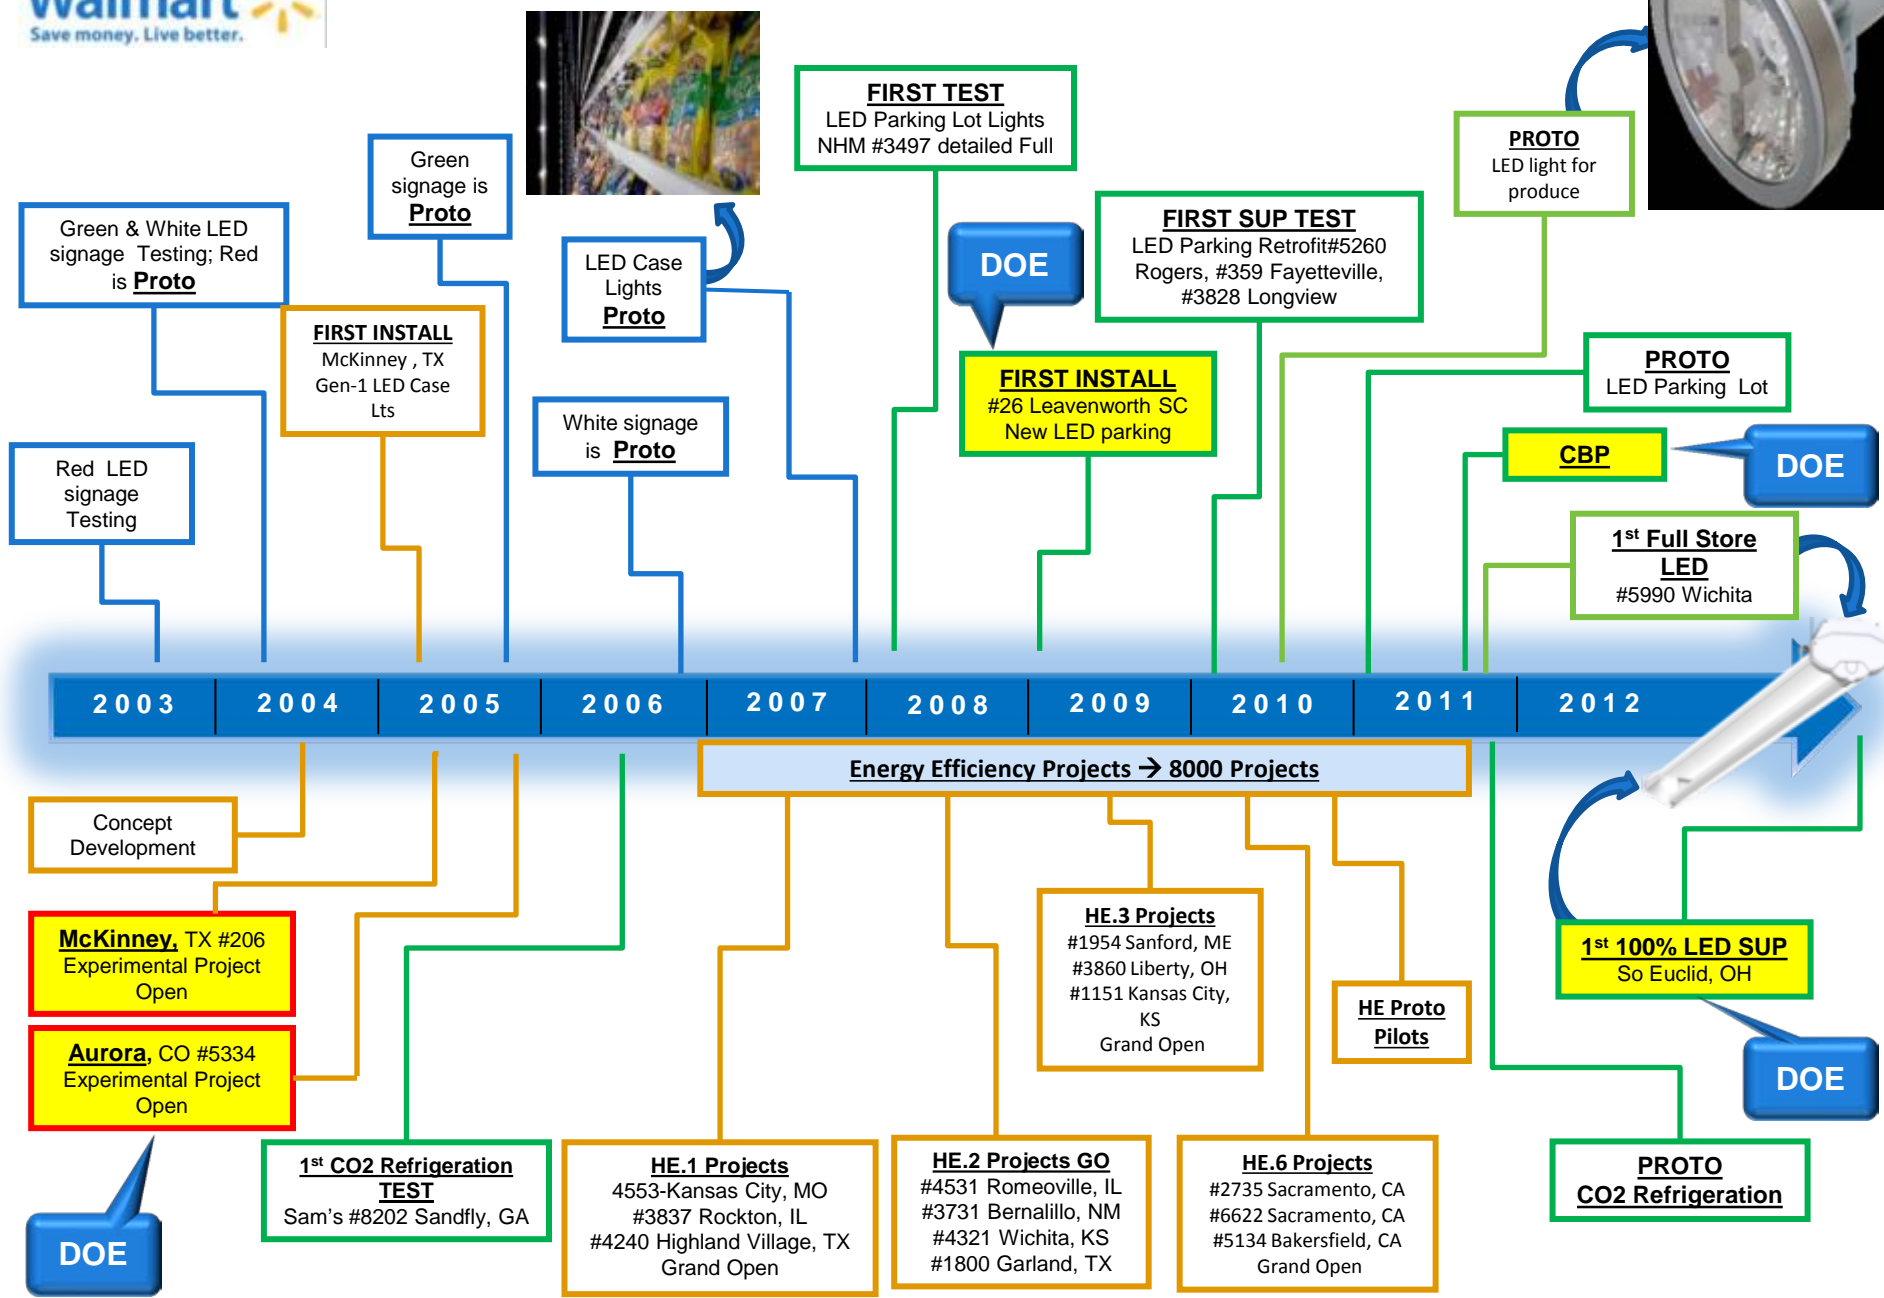 Walmart
Save money. Live better.
FIRST TEST
LED Parking Lot Lights
NHM #3497 detailed Full
PROTO
LED light for
produce
Green
signage is
Proto
Green & White LED
signage Testing; Red
is Proto
LED Case
Lights
Proto
DOE
FIRST SUP TEST
LED Parking Retrofit#5260
Rogers, #359 Fayetteville,
#3828 Longview
FIRST INSTALL
McKinney , TX
Gen-1 LED Case
Lts
FIRST INSTALL
#26 Leavenworth SC
New LED parking
PROTO
LED Parking Lot
White signage
is Proto
CBP
DOE
Red LED
signage
Testing
1st Full Store
LED
#5990 Wichita
2003 2004 2005 2006 2007 2008 2009 2010 2011 2012
Energy Efficiency Projects → 8000 Projects
Concept
Development
McKinney, TX #206
Experimental Project
Open
Aurora, CO #5334
Experimental Project
Open
DOE
1st CO2 Refrigeration
TEST
Sam's #8202 Sandfly, GA
HE.1 Projects
4553-Kansas City, MO
#3837 Rockton, IL
#4240 Highland Village, TX
Grand Open
HE.2 Projects GO
#4531 Romeoville, IL
#3731 Bernalillo, NM
#4321 Wichita, KS
#1800 Garland, TX
HE.3 Projects
#1954 Sanford, ME
#3860 Liberty, OH
#1151 Kansas City,
KS
Grand Open
HE.6 Projects
#2735 Sacramento, CA
#6622 Sacramento, CA
#5134 Bakersfield, CA
Grand Open
HE Proto
Pilots
1st 100% LED SUP
So Euclid, OH
DOE
PROTO
CO2 Refrigeration